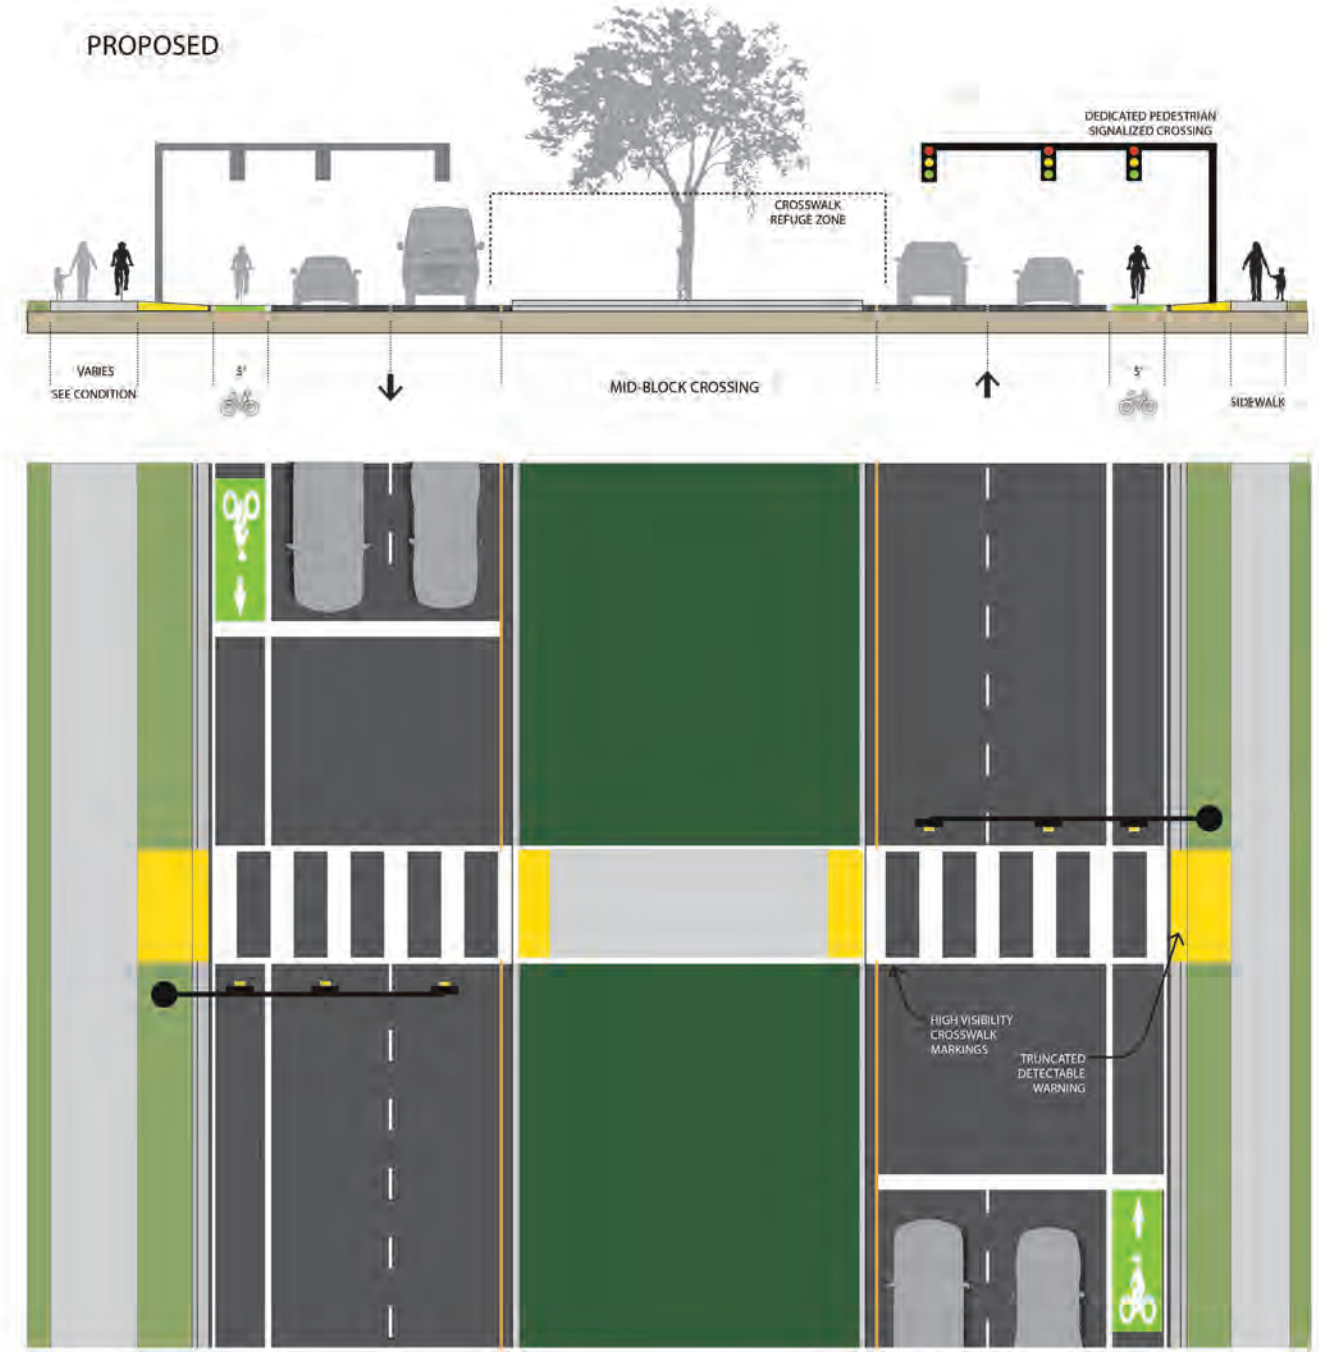 PROPOSED
DEDICATED PEDESTRIAN
SIGNALIZED CROSSING
CROSSWALK
REFUGE ZONE
VARIES
SEE CONDITION
5'
MID-BLOCK CROSSING
5'
SIDEWALK
HIGH VISIBILITY
CROSSWALK
MARKINGS
TRUNCATED
DETECTABLE
WARNING